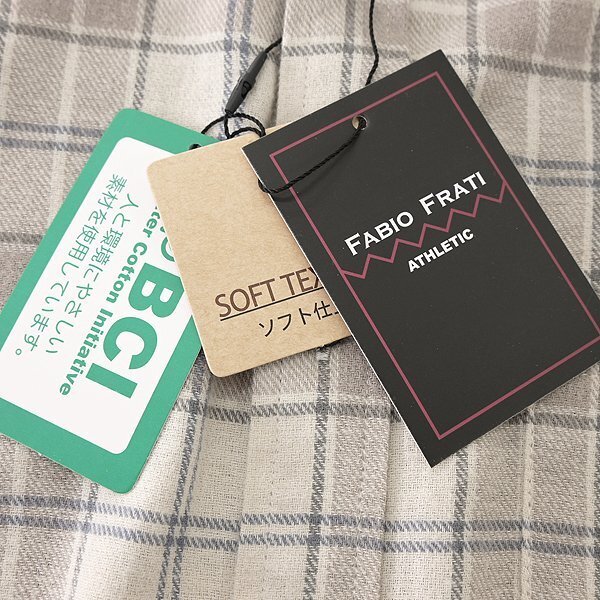 BCI
ter Cotton Initiative
人と環境にやさしい
素材を使用しています。
SOFT TEX
ソフト仕
FABIO FRATI
ATHLETIC